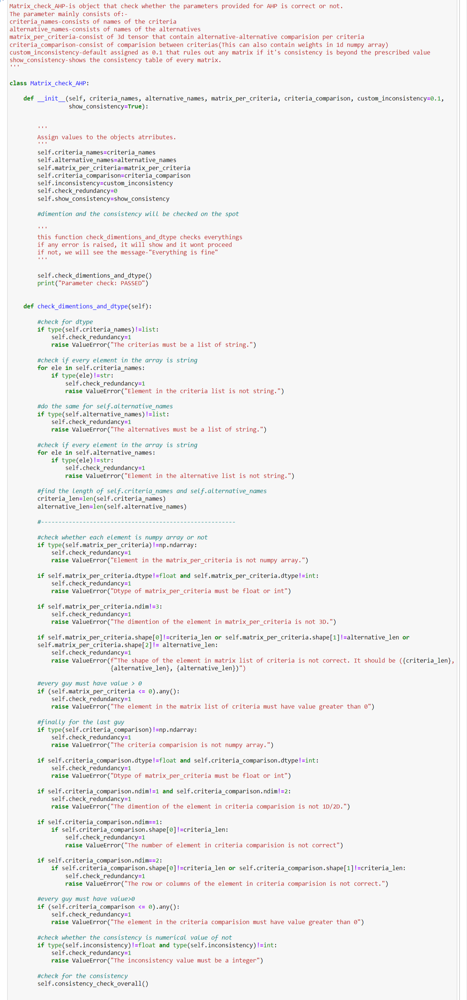 Matrix_check_AHP-is object that check whether the parameters provided for AHP is correct or not.
The parameter mainly consists of:-
criteria_names-consists of names of the criteria
alternative_names-consists of names of the alternatives
matrix_per_criteria-consist of 3d tensor that contain alternative-alternative comparision per criteria
criteria_comparison-consist of comparision between criterias(This can also contain weights in 1d numpy array)
custom_inconsistency-default assigned as 0.1 that rules out any matrix if it's consistency is beyond the prescribed value
show_consistency-shows the consistency table of every matrix.
'''
class Matrix_check_AHP:
    def __init__(self, criteria_names, alternative_names, matrix_per_criteria, criteria_comparison, custom_inconsistency=0.1,
                 show_consistency=True):
        '''
        Assign values to the objects atrributes.
        '''
        self.criteria_names=criteria_names
        self.alternative_names=alternative_names
        self.matrix_per_criteria=matrix_per_criteria
        self.criteria_comparison=criteria_comparison
        self.inconsistency=custom_inconsistency
        self.check_redundancy=0
        self.show_consistency=show_consistency
        #dimention and the consistency will be checked on the spot
        '''
        this function check_dimentions_and_dtype checks everythings
        if any error is raised, it will show and it wont proceed
        if not, we will see the message-"Everything is fine"
        '''
        self.check_dimentions_and_dtype()
        print("Parameter check: PASSED")
    def check_dimentions_and_dtype(self):
        #check for dtype
        if type(self.criteria_names)!=list:
            self.check_redundancy=1
            raise ValueError("The criterias must be a list of string.")
        #check if every element in the array is string
        for ele in self.criteria_names:
            if type(ele)!=str:
                self.check_redundancy=1
                raise ValueError("Element in the criteria list is not string.")
        #do the same for self.alternative_names
        if type(self.alternative_names)!=list:
            self.check_redundancy=1
            raise ValueError("The alternatives must be a list of string.")
        #check if every element in the array is string
        for ele in self.alternative_names:
            if type(ele)!=str:
                self.check_redundancy=1
                raise ValueError("Element in the alternative list is not string.")
        #find the length of self.criteria_names and self.alternative_names
        criteria_len=len(self.criteria_names)
        alternative_len=len(self.alternative_names)
        #--------------------------------------------------------
        #check whether each element is numpy array or not
        if type(self.matrix_per_criteria)!=np.ndarray:
            self.check_redundancy=1
            raise ValueError("Element in the matrix_per_criteria is not numpy array.")
        if self.matrix_per_criteria.dtype!=float and self.matrix_per_criteria.dtype!=int:
            self.check_redundancy=1
            raise ValueError("Dtype of matrix_per_criteria must be float or int")
        if self.matrix_per_criteria.ndim!=3:
            self.check_redundancy=1
            raise ValueError("The dimention of the element in matrix_per_criteria is not 3D.")
        if self.matrix_per_criteria.shape[0]!=criteria_len or self.matrix_per_criteria.shape[1]!=alternative_len or
        self.matrix_per_criteria.shape[2]!= alternative_len:
            self.check_redundancy=1
            raise ValueError(f"The shape of the element in matrix list of criteria is not correct. It should be ({criteria_len},
                             {alternative_len}, {alternative_len})")
        #every guy must have value > 0
        if (self.matrix_per_criteria <= 0).any():
            self.check_redundancy=1
            raise ValueError("The element in the matrix list of criteria must have value greater than 0")
        #finally for the last guy
        if type(self.criteria_comparison)!=np.ndarray:
            self.check_redundancy=1
            raise ValueError("The criteria comparision is not numpy array.")
        if self.criteria_comparison.dtype!=float and self.criteria_comparison.dtype!=int:
            self.check_redundancy=1
            raise ValueError("Dtype of matrix_per_criteria must be float or int")
        if self.criteria_comparison.ndim!=1 and self.criteria_comparison.ndim!=2:
            self.check_redundancy=1
            raise ValueError("The dimention of the element in criteria comparision is not 1D/2D.")
        if self.criteria_comparison.ndim==1:
            if self.criteria_comparison.shape[0]!=criteria_len:
                self.check_redundancy=1
                raise ValueError("The number of element in criteria comparision is not correct")
        if self.criteria_comparison.ndim==2:
            if self.criteria_comparison.shape[0]!=criteria_len or self.criteria_comparison.shape[1]!=criteria_len:
                self.check_redundancy=1
                raise ValueError("The row or columns of the element in criteria comparision is not correct.")
        #every guy must have value>0
        if (self.criteria_comparison <= 0).any():
            self.check_redundancy=1
            raise ValueError("The element in the criteria comparision must have value greater than 0")
        #check whether the consistency is numerical value of not
        if type(self.inconsistency)!=float and type(self.inconsistency)!=int:
            self.check_redundancy=1
            raise ValueError("The inconsistency value must be a integer")
        #check for the consistency
        self.consistency_check_overall()